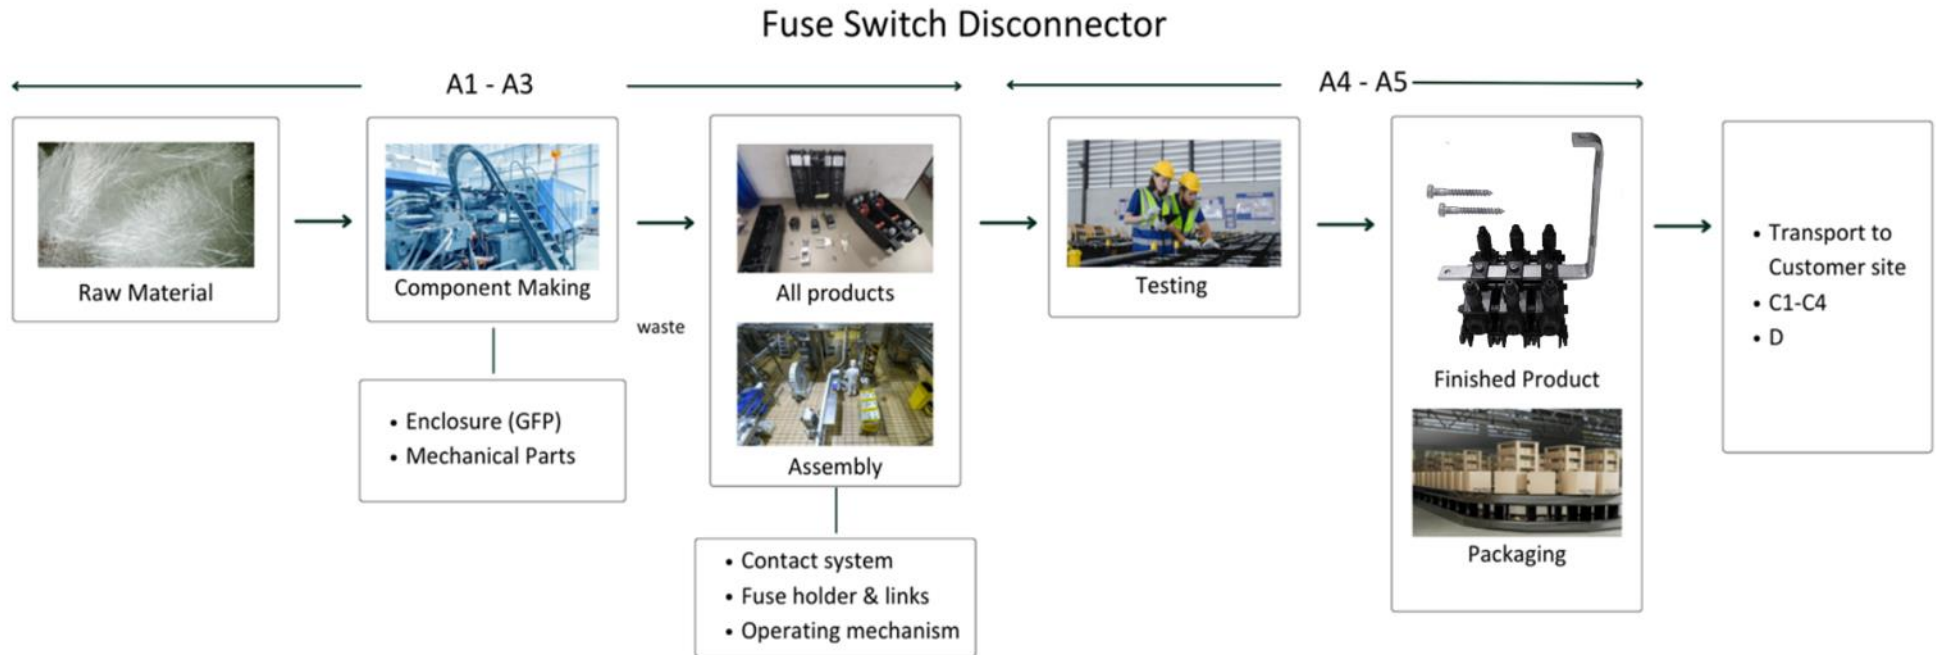 Fuse Switch Disconnector
A1 - A3
A4 - A5
Raw Material
Component Making
• Enclosure (GFP)
• Mechanical Parts
waste
All products
Assembly
• Contact system
• Fuse holder & links
• Operating mechanism
Testing
Finished Product
Packaging
• Transport to
Customer site
• C1-C4
• D